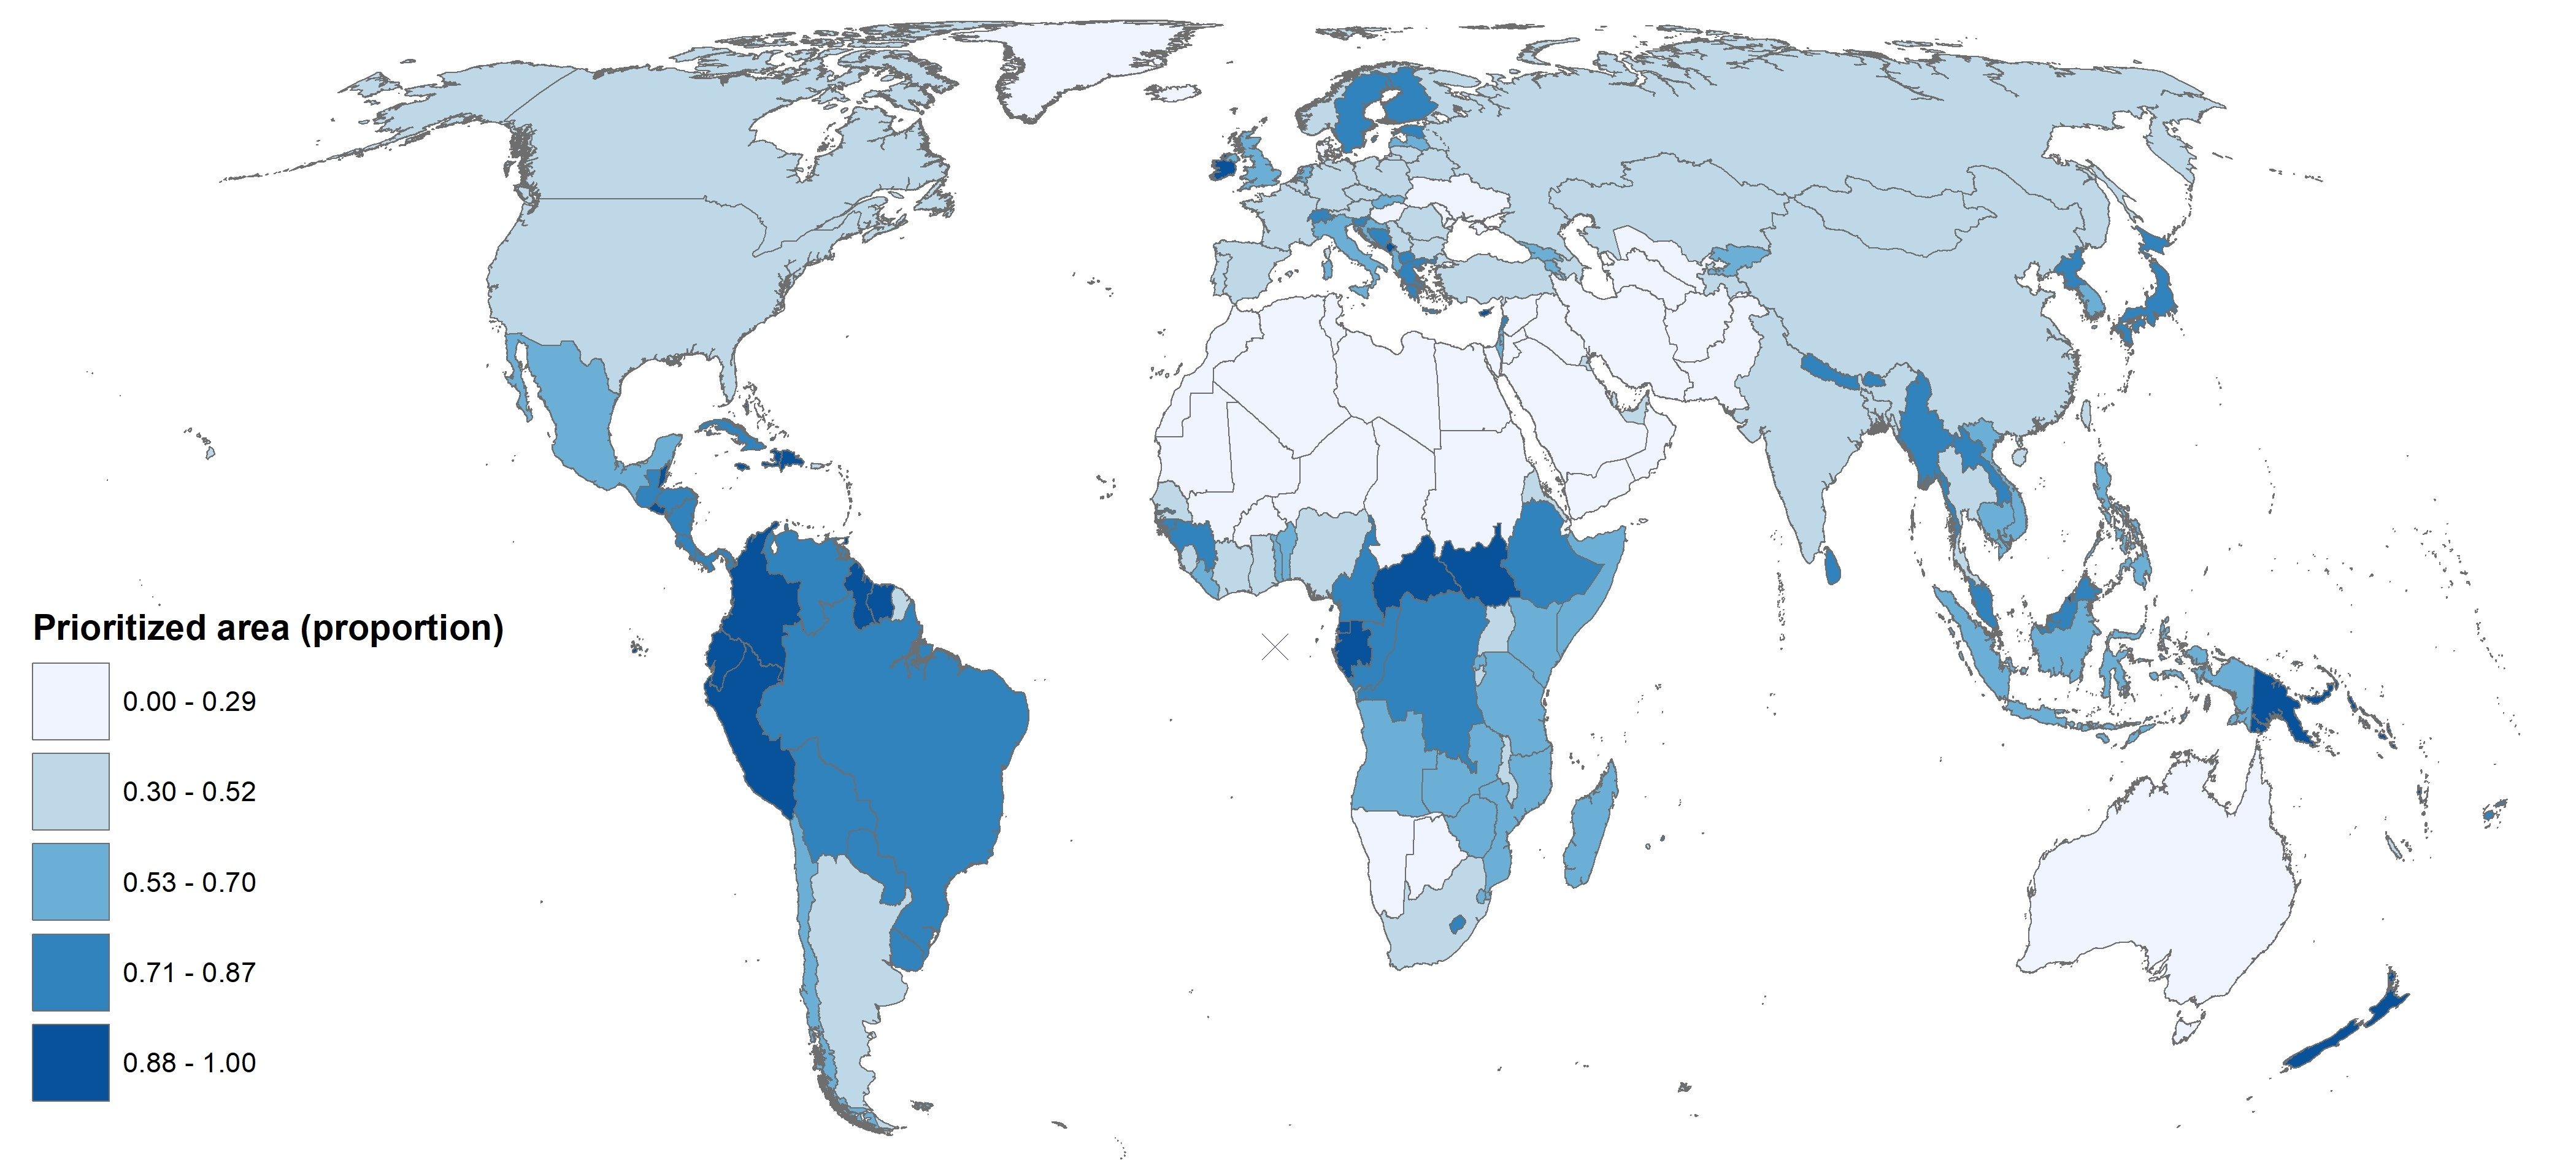 Prioritized area (proportion)
0.00 - 0.29
0.30 - 0.52
0.53 - 0.70
0.71 - 0.87
0.88 - 1.00